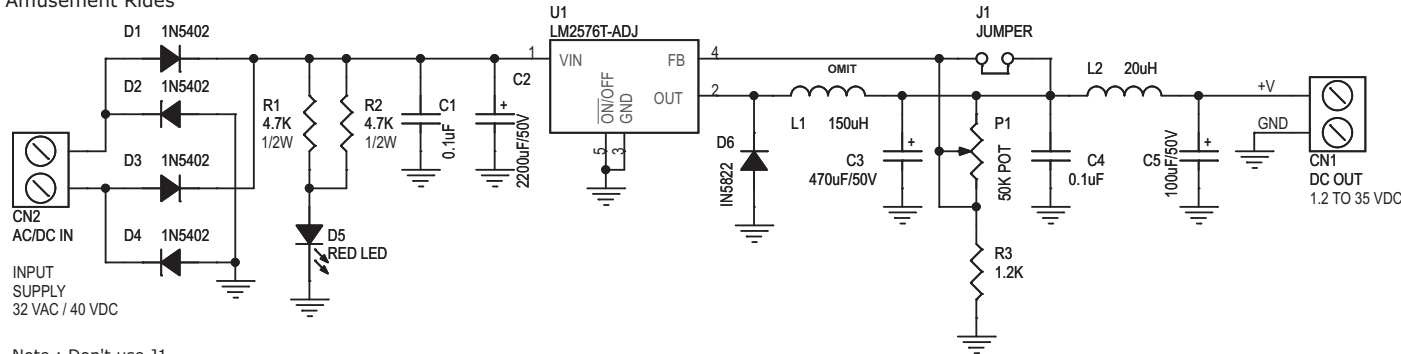 Amusement Rides
D1 1N5402
D2 1N5402
D3 1N5402
D4 1N5402
CN2
AC/DC IN
INPUT
SUPPLY
32 VAC / 40 VDC
R1
4.7K
1/2W
R2
4.7K
1/2W
D5
RED LED
C1
0.1uF
C2
2200uF/50V
+
U1
LM2576T-ADJ
1
VIN
FB
4
OUT
2
ON/OFF
GND
5
3
D6
IN5822
OMIT
L1 150uH
C3
470uF/50V
+
J1
JUMPER
P1
50K POT
R3
1.2K
C4
0.1uF
L2 20uH
C5
100uF/50V
+
+V
GND
CN1
DC OUT
1.2 TO 35 VDC
Note : Don't use J1